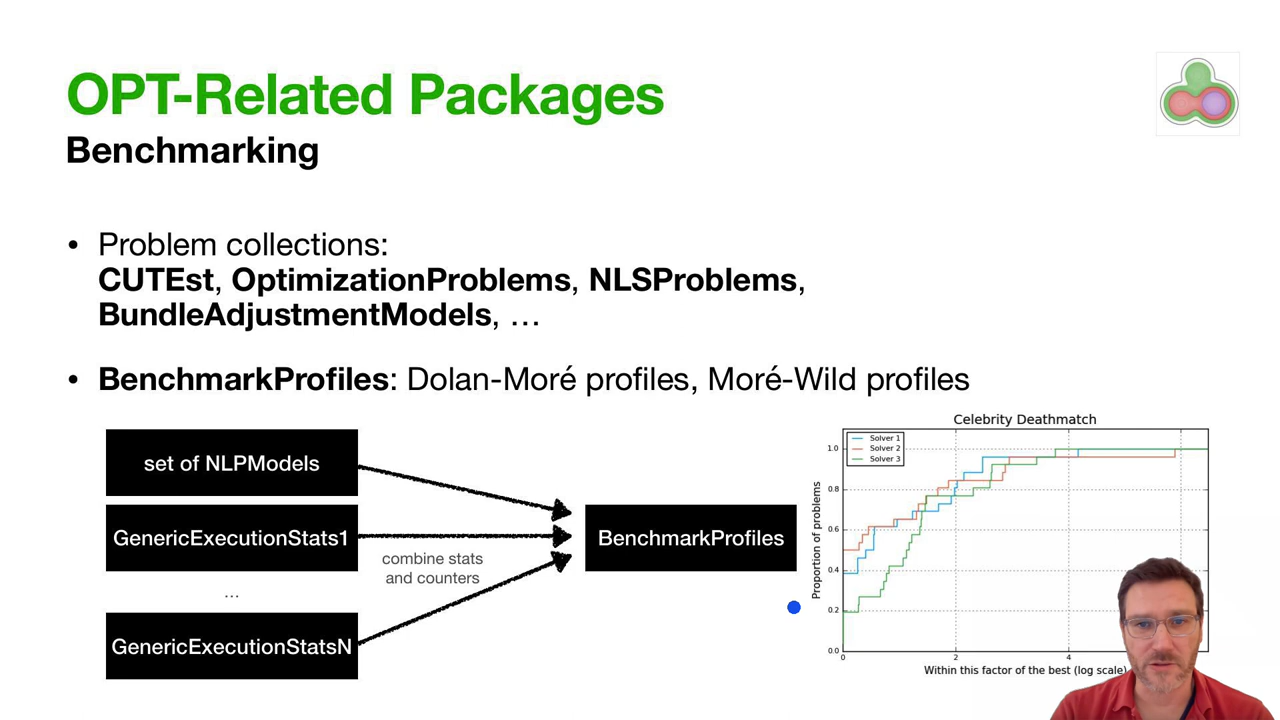 OPT-Related Packages
Benchmarking
• Problem collections:
CUTEst, OptimizationProblems, NLSProblems,
BundleAdjustmentModels, …
• BenchmarkProfiles: Dolan-Moré profiles, Moré-Wild profiles
set of NLPModels
GenericExecutionStats1
...
GenericExecutionStatsN
combine stats
and counters
BenchmarkProfiles
Celebrity Deathmatch
Solver 1
Solver 2
Solver 3
Proportion of problems
1.0
0.8
0.6
0.4
0.2
0.0
0
2
4
Within this factor of the best (log scale)